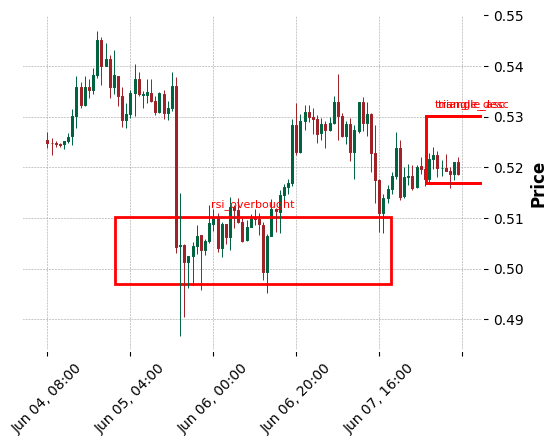 0.55
0.54
triangle_desc
0.53
0.52
Price
rsi_overbought
0.51
0.50
0.49
Jun 04, 08:00
Jun 05, 04:00
Jun 06, 00:00
Jun 06, 20:00
Jun 07, 16:00